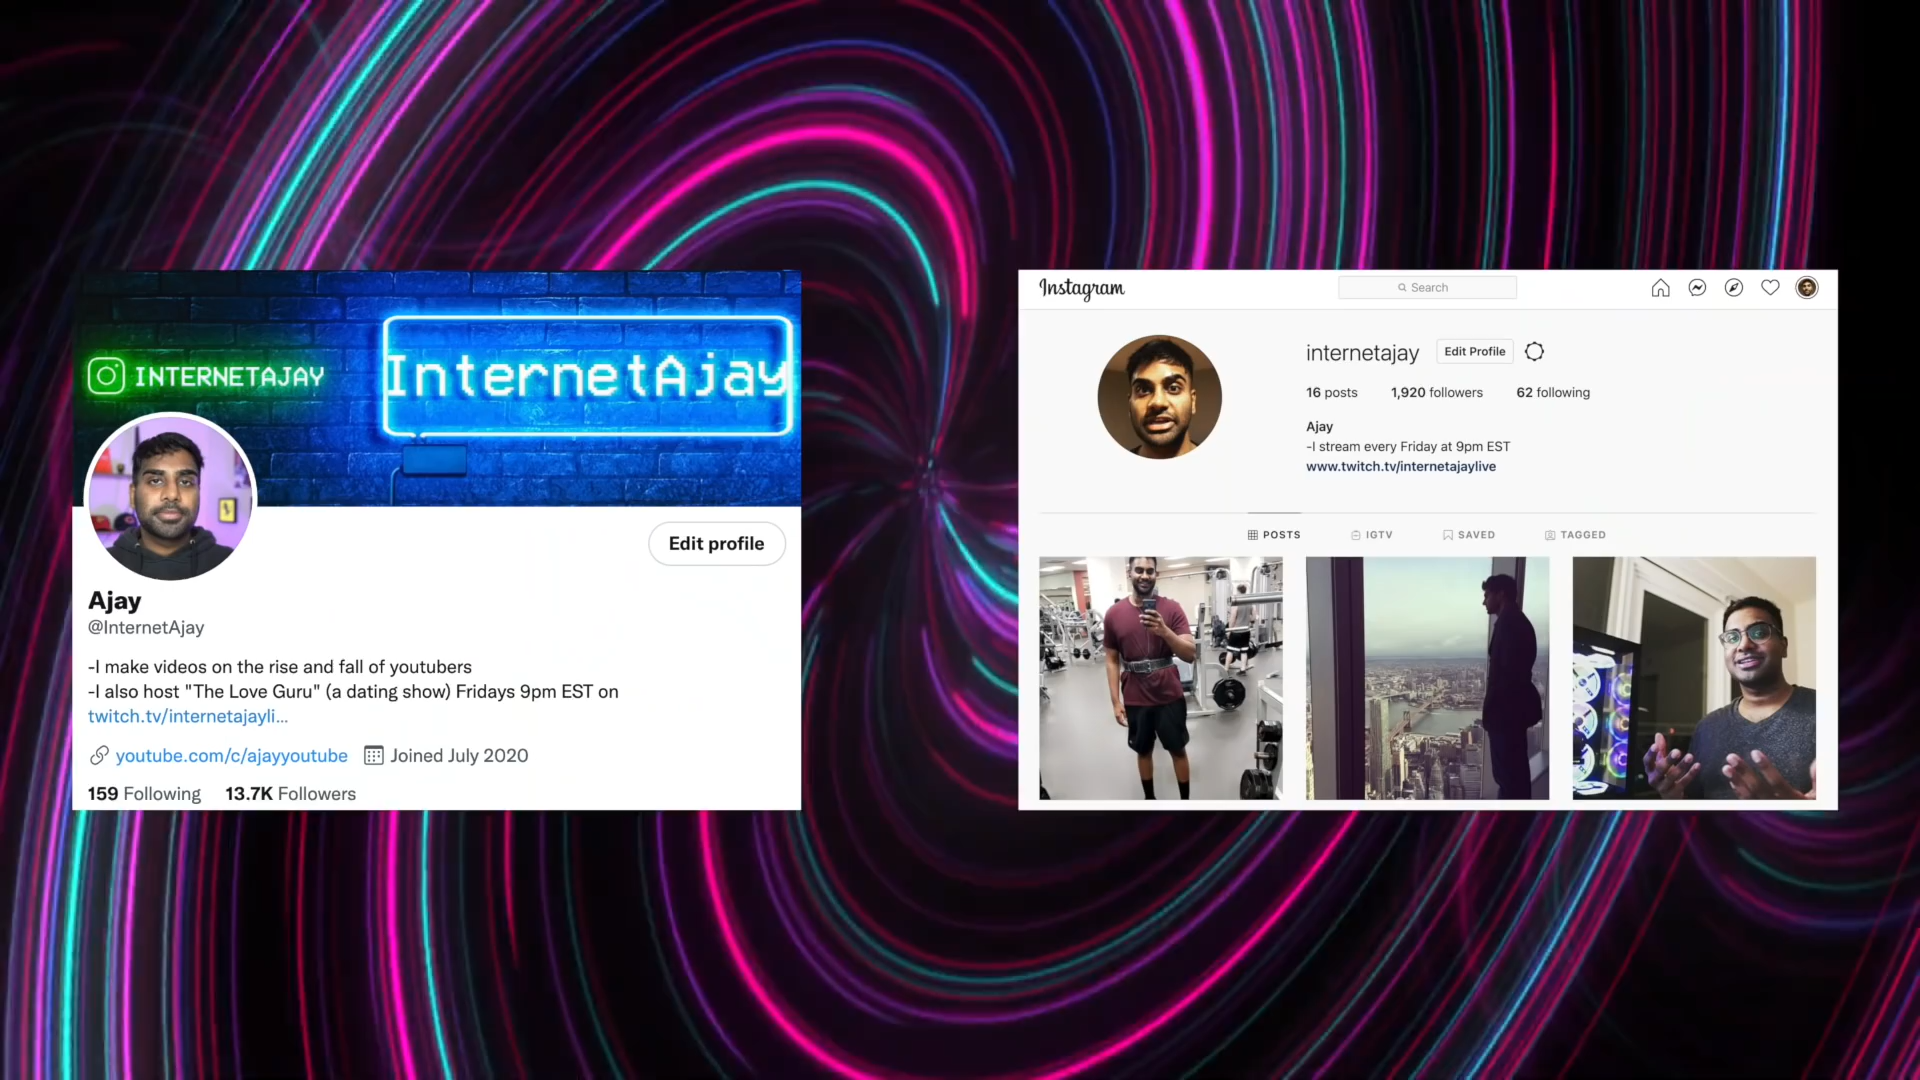 INTERNETAJAY
InternetAjay
Edit profile
Ajay
@InternetAjay
-I make videos on the rise and fall of youtubers
-I also host "The Love Guru" (a dating show) Fridays 9pm EST on
twitch.tv/internetajayli...
youtube.com/c/ajayyoutube Joined July 2020
159 Following 13.7K Followers
Instagram
Search
internetajay Edit Profile
16 posts 1,920 followers 62 following
Ajay
-I stream every Friday at 9pm EST
www.twitch.tv/internetajaylive
POSTS IGTV SAVED TAGGED